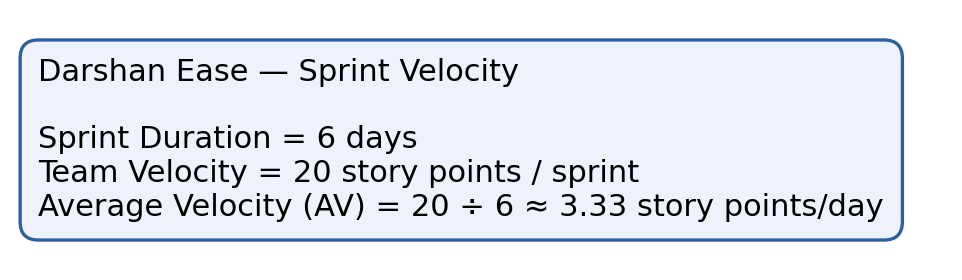 Darshan Ease — Sprint Velocity
Sprint Duration = 6 days
Team Velocity = 20 story points / sprint
Average Velocity (AV) = 20 ÷ 6 ≈ 3.33 story points/day